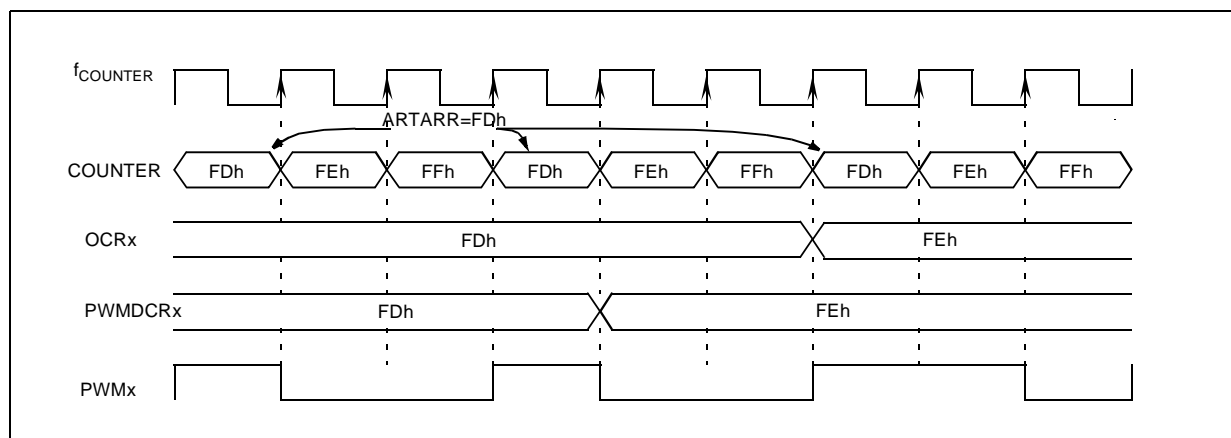 fCOUNTER
ARTARR=FDh
COUNTER FDh FEh FFh FDh FEh FFh FDh FEh FFh
OCRx FDh FEh
PWMDCRx FDh FEh
PWMx